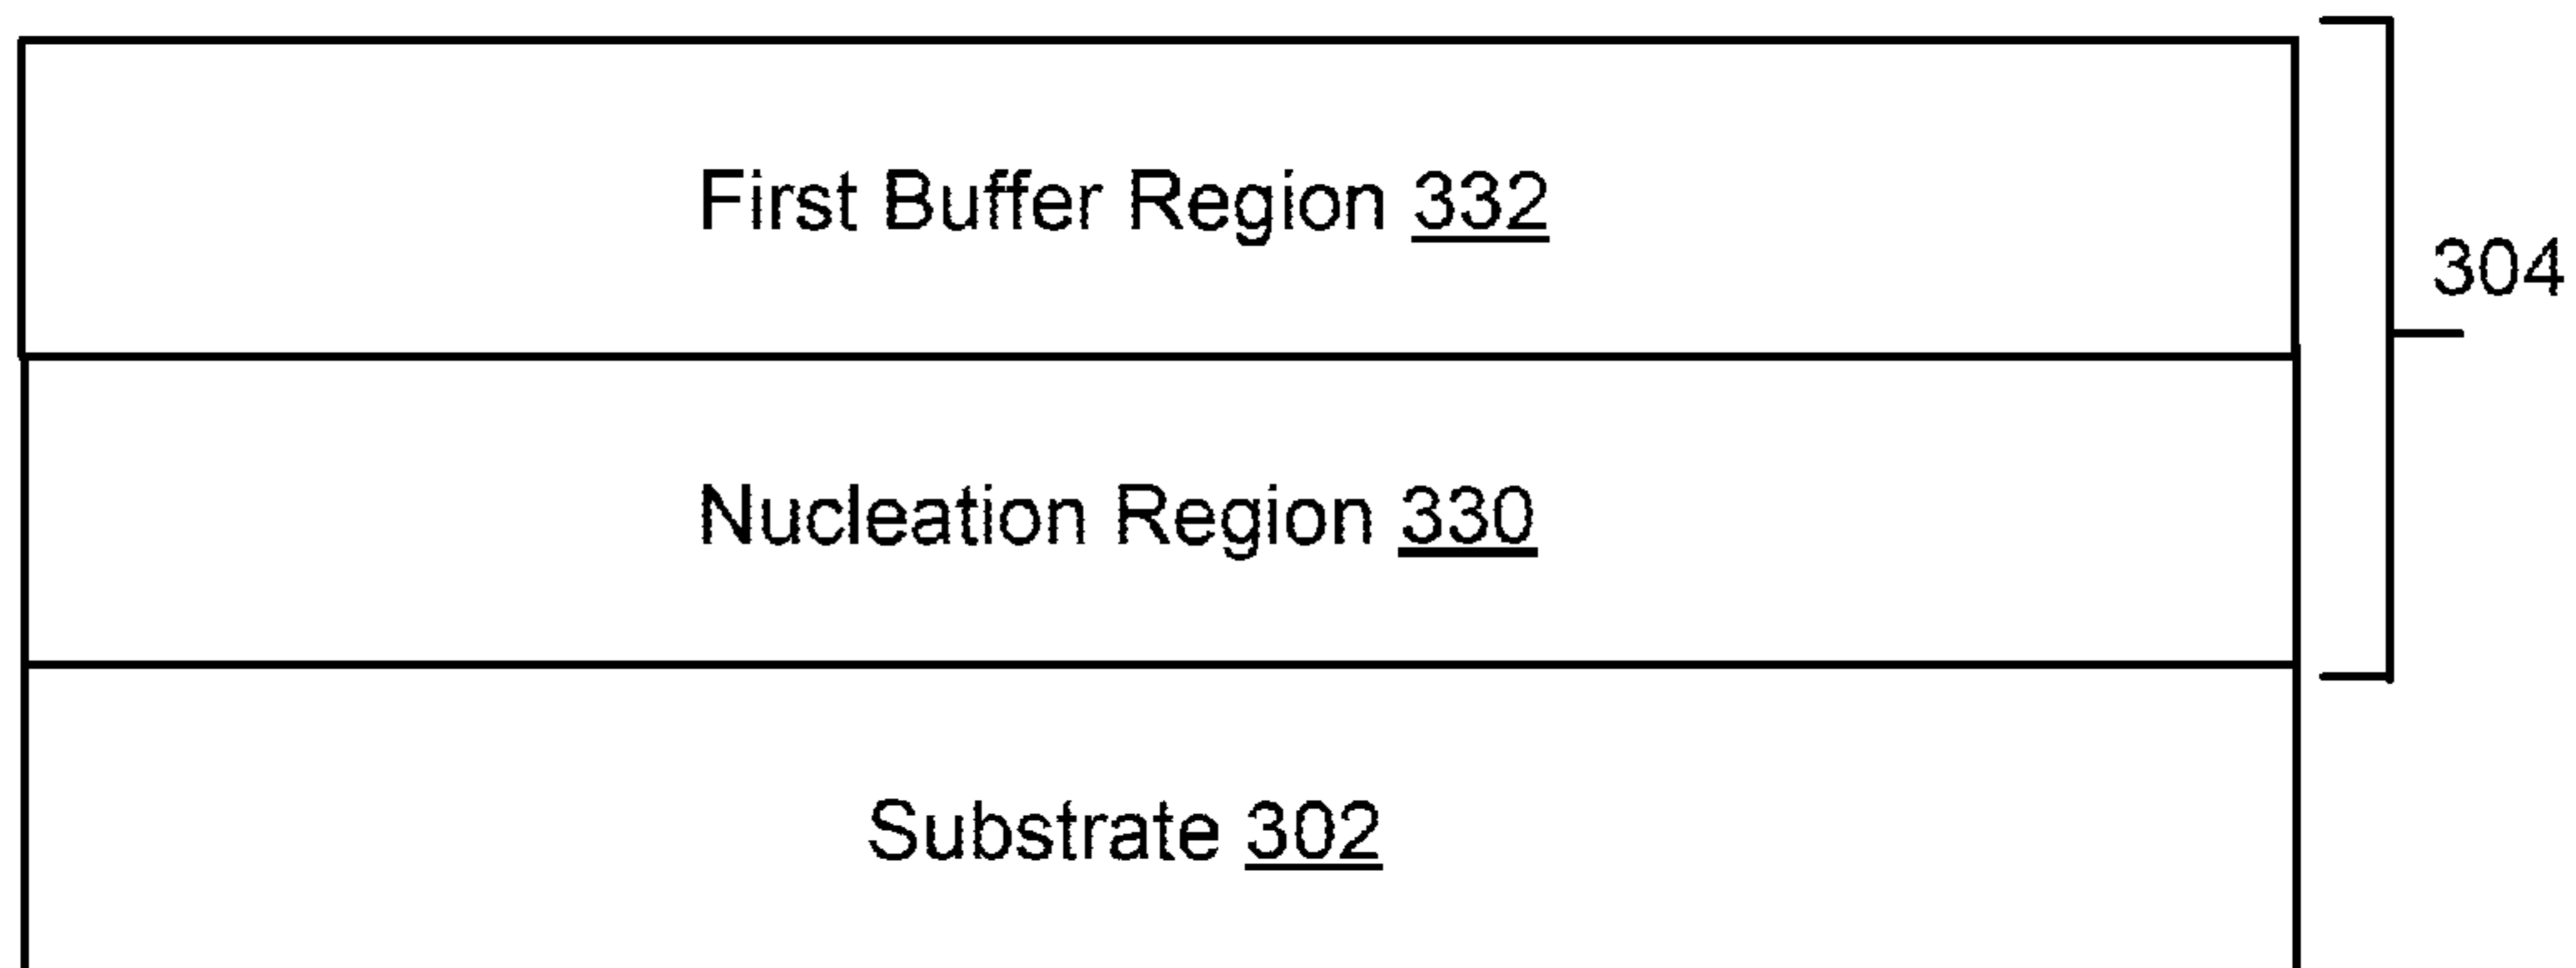 First Buffer Region 332
304
Nucleation Region 330
Substrate 302